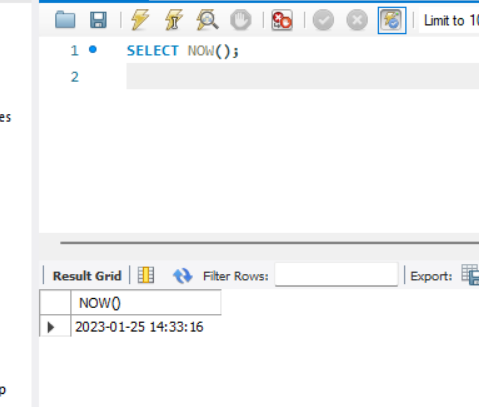 Limit to 10
1 SELECT NOW();
2
es
Result Grid Filter Rows: Export:
NOW()
2023-01-25 14:33:16
p